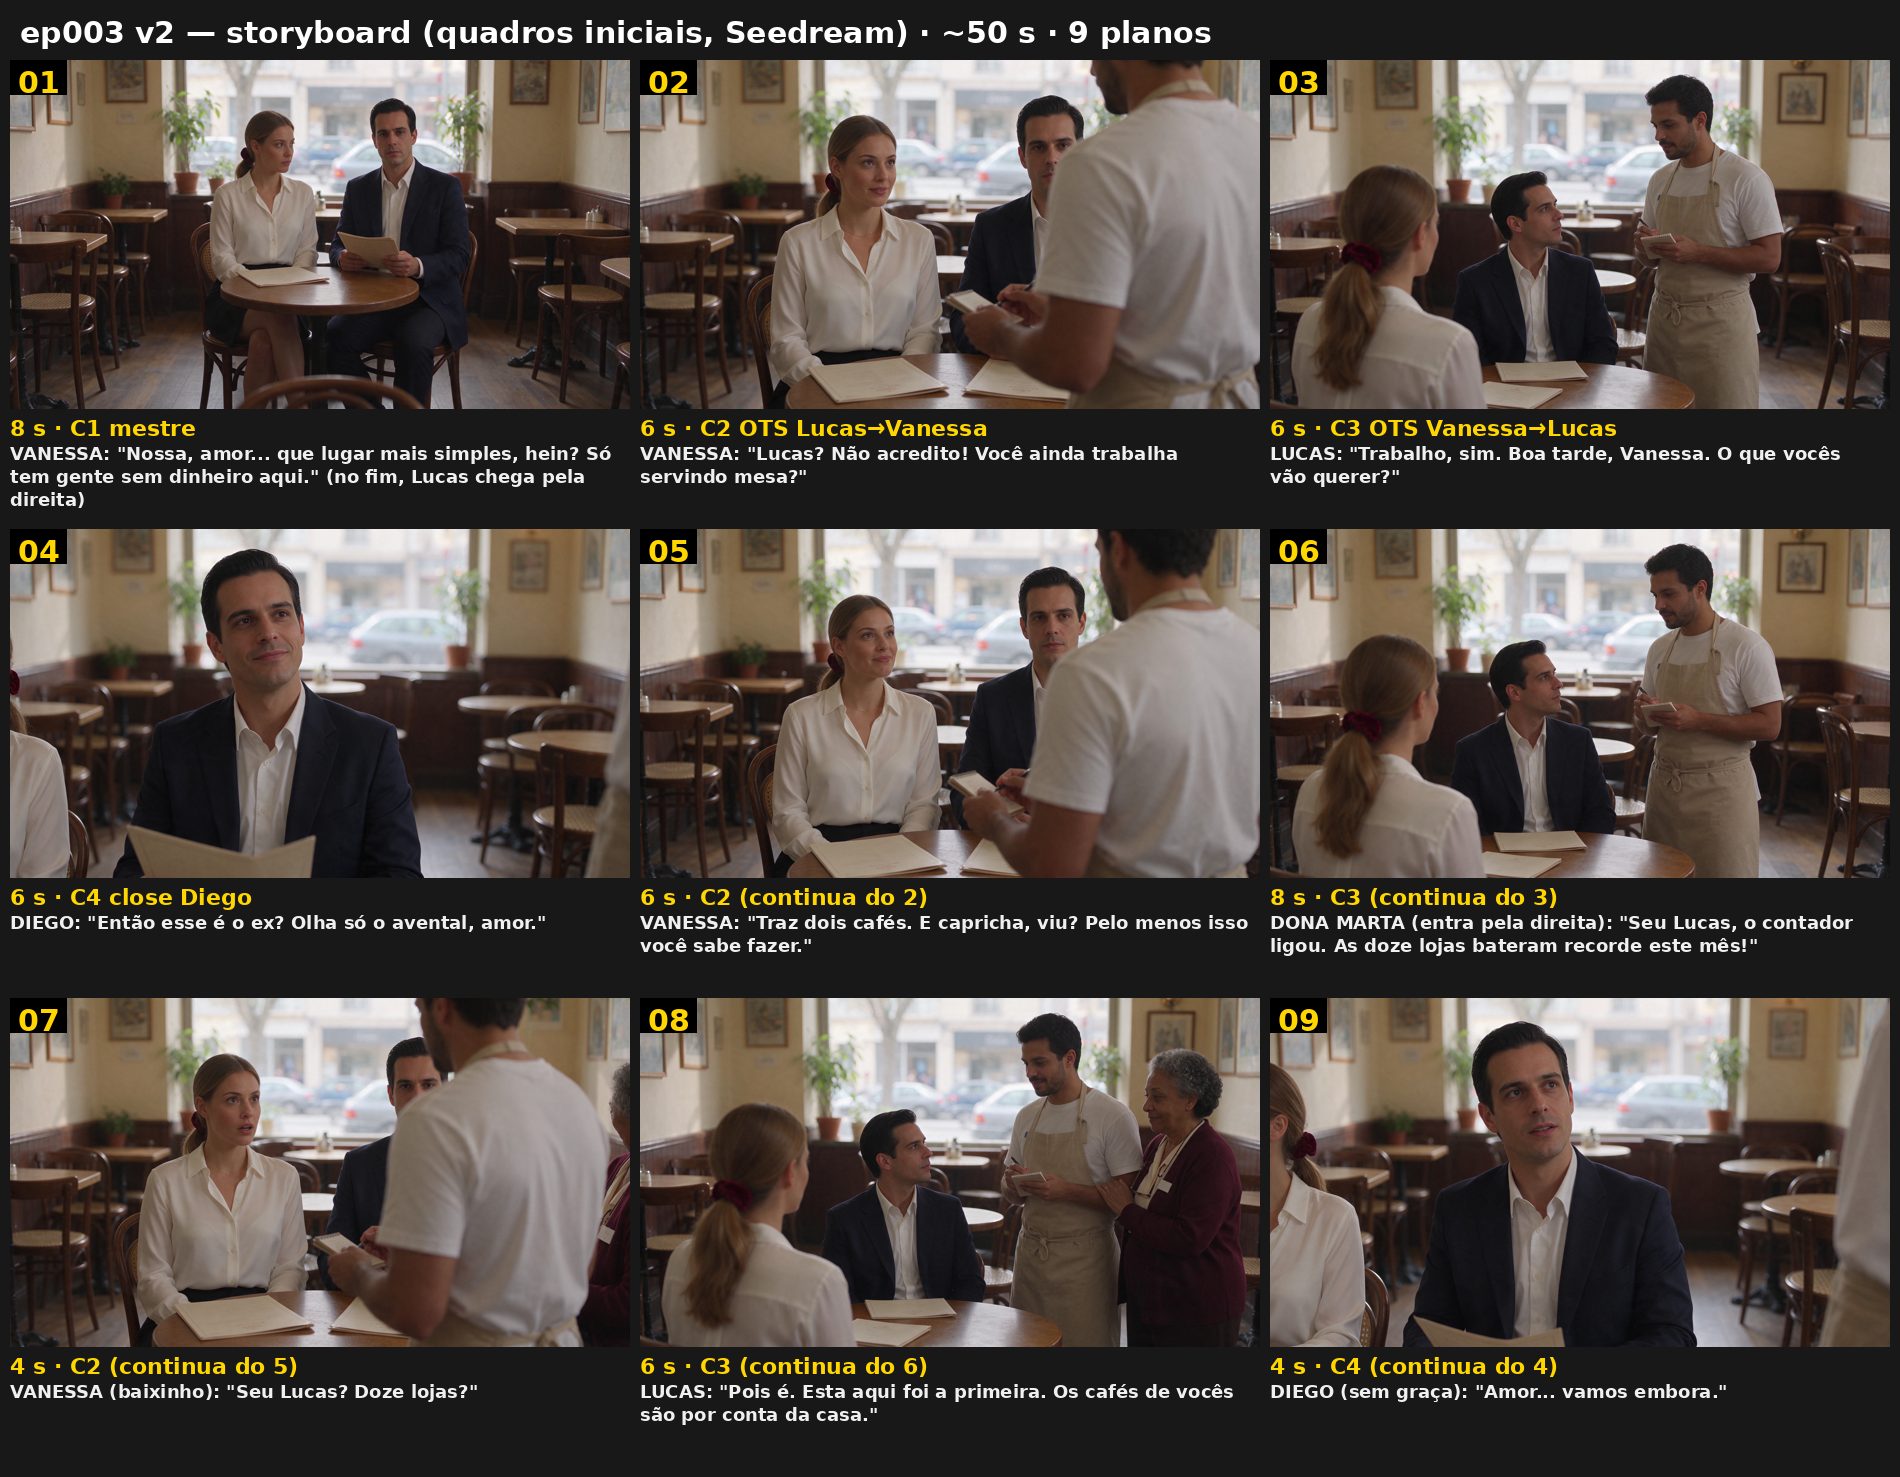 ep003 v2 — storyboard (quadros iniciais, Seedream) · ~50 s · 9 planos
01
02
03
8 s · C1 mestre
VANESSA: "Nossa, amor... que lugar mais simples, hein? Só
tem gente sem dinheiro aqui." (no fim, Lucas chega pela
direita)
6 s · C2 OTS Lucas→Vanessa
VANESSA: "Lucas? Não acredito! Você ainda trabalha
servindo mesa?"
6 s · C3 OTS Vanessa→Lucas
LUCAS: "Trabalho, sim. Boa tarde, Vanessa. O que vocês
vão querer?"
04
05
06
6 s · C4 close Diego
DIEGO: "Então esse é o ex? Olha só o avental, amor."
6 s · C2 (continua do 2)
VANESSA: "Traz dois cafés. E capricha, viu? Pelo menos isso
você sabe fazer."
8 s · C3 (continua do 3)
DONA MARTA (entra pela direita): "Seu Lucas, o contador
ligou. As doze lojas bateram recorde este mês!"
07
08
09
4 s · C2 (continua do 5)
VANESSA (baixinho): "Seu Lucas? Doze lojas?"
6 s · C3 (continua do 6)
LUCAS: "Pois é. Esta aqui foi a primeira. Os cafés de vocês
são por conta da casa."
4 s · C4 (continua do 4)
DIEGO (sem graça): "Amor... vamos embora."